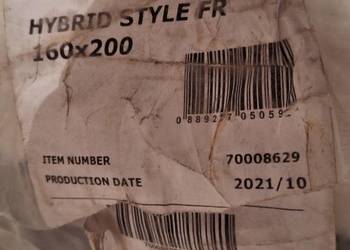 HYBRID STYLE FR
160x200
ITEM NUMBER 70008629
PRODUCTION DATE 2021/10